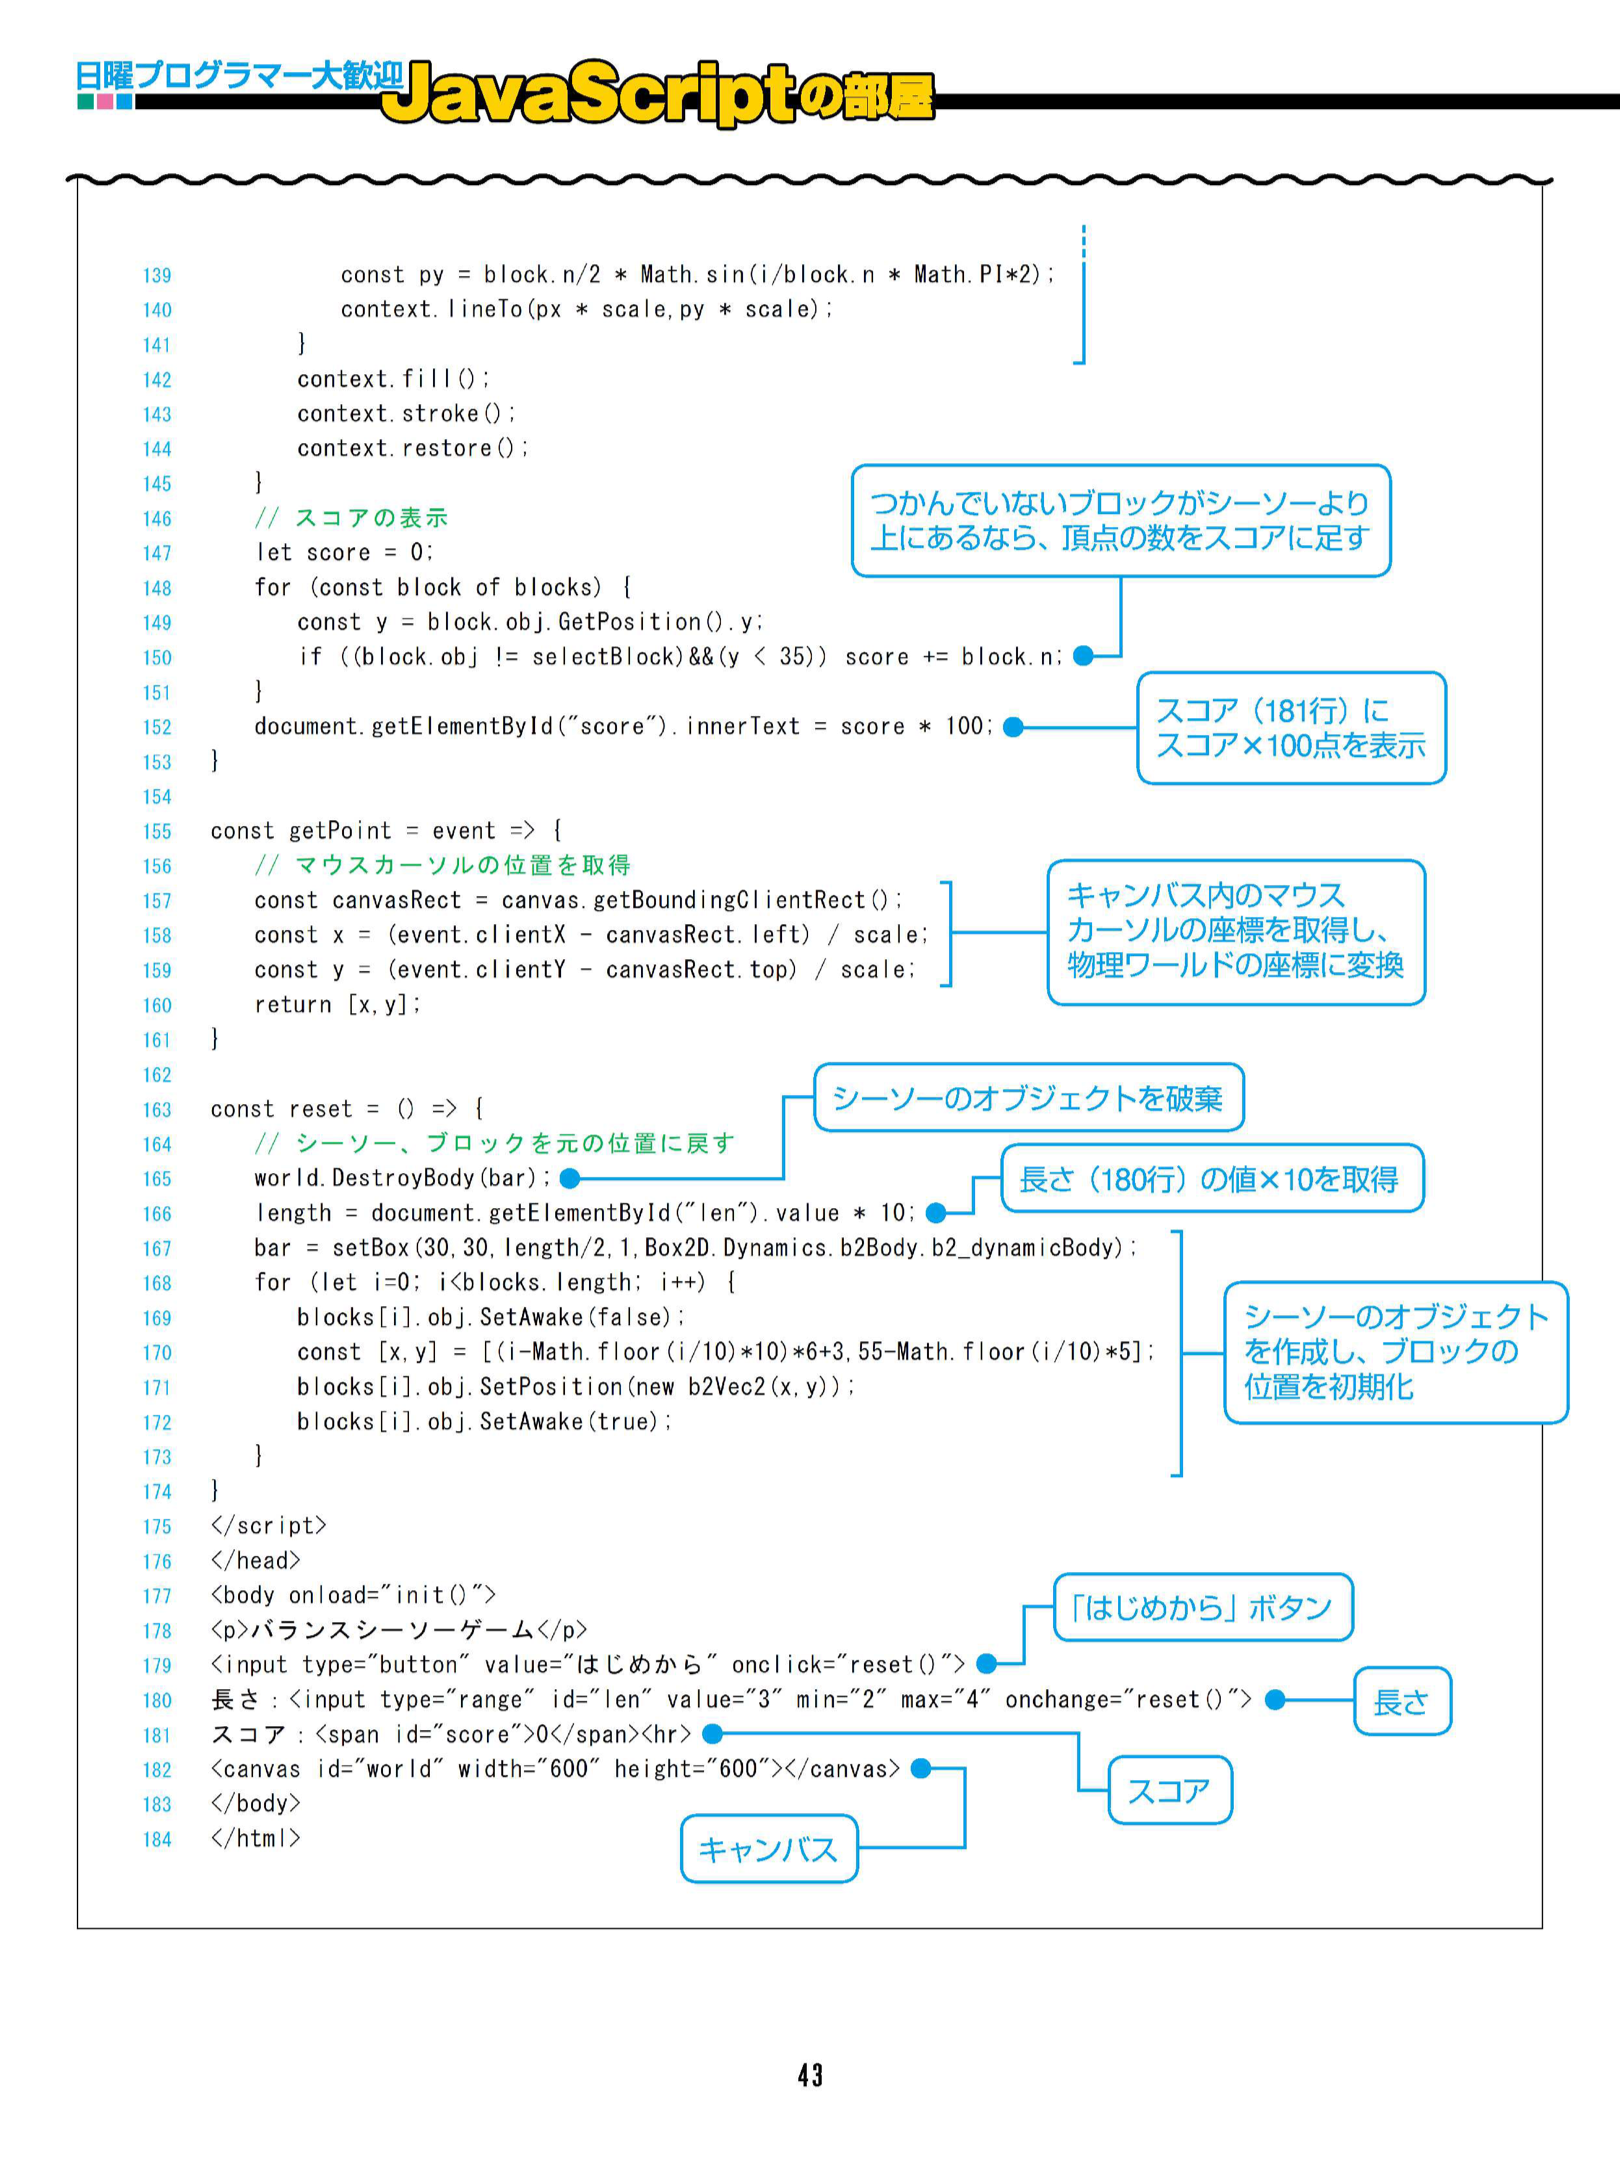 日曜プログラマー大歓迎
JavaScriptの部屋
139 const py = block.n/2 * Math.sin(i/block.n * Math.PI*2);
140 context.lineTo(px * scale,py * scale);
141 }
142 context.fill();
143 context.stroke();
144 context.restore();
145 }
146 // スコアの表示
147 let score = 0;
148 for (const block of blocks) {
149 const y = block.obj.GetPosition().y;
150 if ((block.obj != selectBlock)&&(y < 35)) score += block.n;
つかんでいないブロックがシーソーより
上にあるなら、頂点の数をスコアに足す
151 }
152 document.getElementById("score").innerText = score * 100;
スコア（181行）に
スコア×100点を表示
153 }
154
155 const getPoint = event => {
156 // マウスカーソルの位置を取得
157 const canvasRect = canvas.getBoundingClientRect();
158 const x = (event.clientX - canvasRect.left) / scale;
159 const y = (event.clientY - canvasRect.top) / scale;
キャンバス内のマウス
カーソルの座標を取得し、
物理ワールドの座標に変換
160 return [x,y];
161 }
162
163 const reset = () => {
164 // シーソー、ブロックを元の位置に戻す
165 world.DestroyBody(bar);
シーソーのオブジェクトを破棄
166 length = document.getElementById("len").value * 10;
長さ（180行）の値×10を取得
167 bar = setBox(30,30,length/2,1,Box2D.Dynamics.b2Body.b2_dynamicBody);
168 for (let i=0; i<blocks.length; i++) {
169 blocks[i].obj.SetAwake(false);
170 const [x,y] = [(i-Math.floor(i/10)*10)*6+3,55-Math.floor(i/10)*5];
171 blocks[i].obj.SetPosition(new b2Vec2(x,y));
172 blocks[i].obj.SetAwake(true);
173 }
シーソーのオブジェクト
を作成し、ブロックの
位置を初期化
174 }
175 </script>
176 </head>
177 <body onload="init()">
178 <p>バランスシーソーゲーム</p>
179 <input type="button" value="はじめから" onclick="reset()">
「はじめから」ボタン
180 長さ：<input type="range" id="len" value="3" min="2" max="4" onchange="reset()">
長さ
181 スコア：<span id="score">0</span><hr>
スコア
182 <canvas id="world" width="600" height="600"></canvas>
キャンバス
183 </body>
184 </html>
43